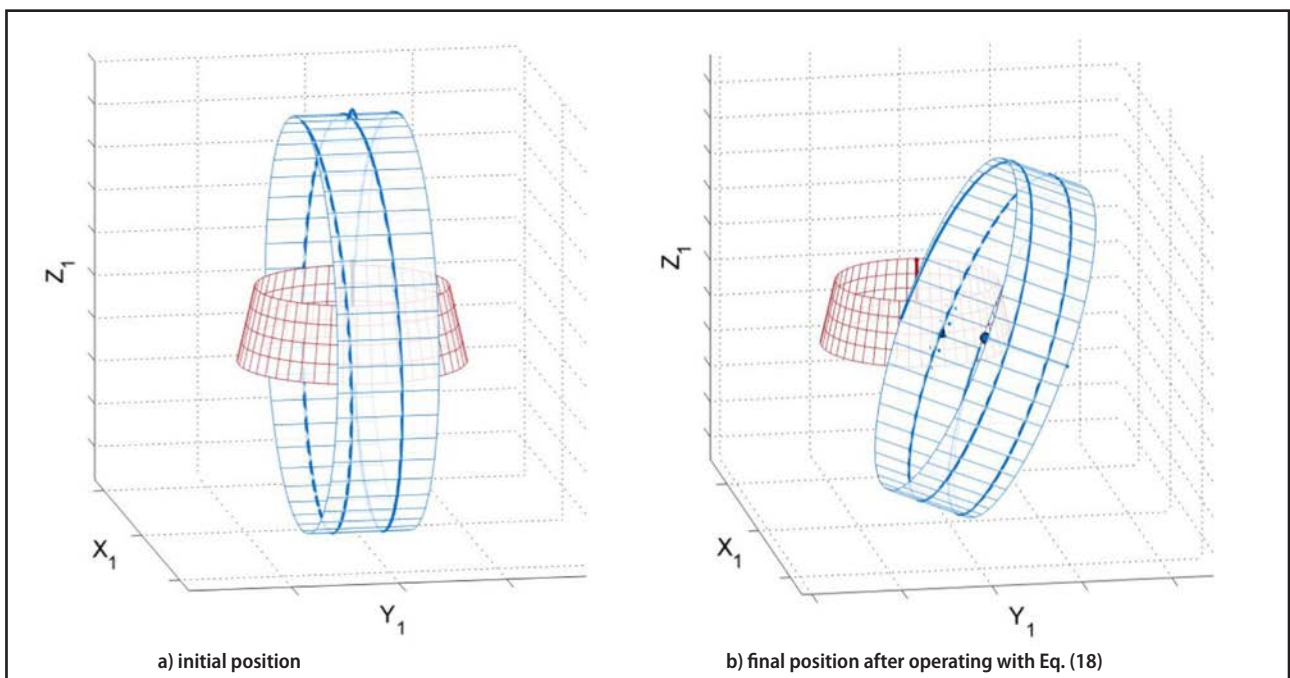 Z1
X1
Y1
a) initial position
Z1
X1
Y1
b) final position after operating with Eq. (18)